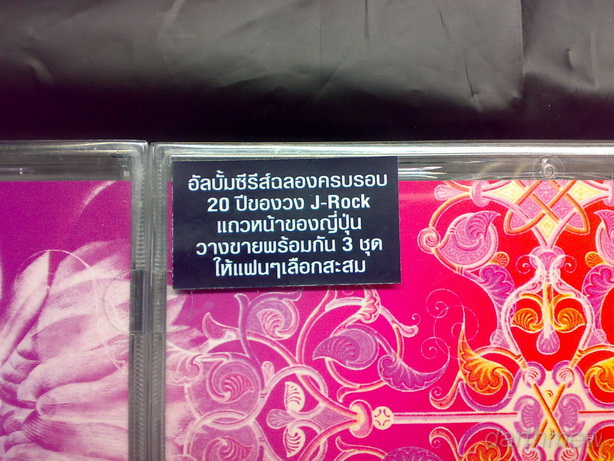 อัลบั้มซีรีส์ฉลองครบรอบ
20 ปีของวง J-Rock
แถวหน้าของญี่ปุ่น
วางขายพร้อมกัน 3 ชุด
ให้แฟนๆเลือกสะสม